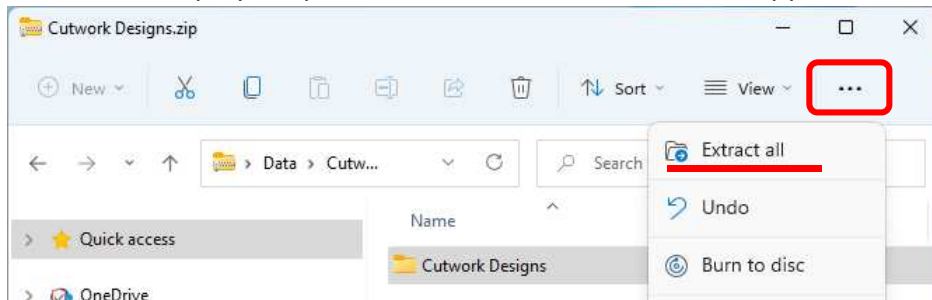 Cutwork Designs.zip
New
Sort
View
...
Data > Cutw...
Search
Extract all
Name
Undo
Quick access
Cutwork Designs
Burn to disc
OneDrive